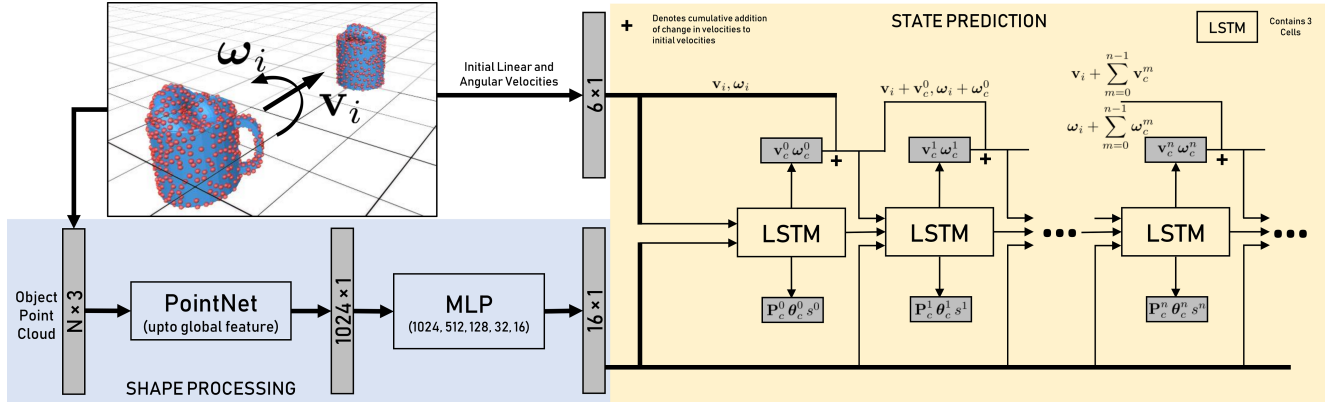 ωᵢ
vᵢ
Initial Linear and
Angular Velocities
6 × 1
Object
Point
Cloud
N × 3
PointNet
(upto global feature)
1024 × 1
MLP
(1024, 512, 128, 32, 16)
16 × 1
SHAPE PROCESSING
+
Denotes cumulative addition
of change in velocities to
initial velocities
STATE PREDICTION
LSTM
Contains 3
Cells
v_i, ω_i
v_i + v_c^0, ω_i + ω_c^0
v_i + \sum_{m=0}^{n-1} v_c^m
ω_i + \sum_{m=0}^{n-1} ω_c^m
v_c^0 ω_c^0
+
v_c^1 ω_c^1
+
v_c^n ω_c^n
+
LSTM
LSTM
...
LSTM
...
P_c^0 θ_c^0 s^0
P_c^1 θ_c^1 s^1
P_c^n θ_c^n s^n